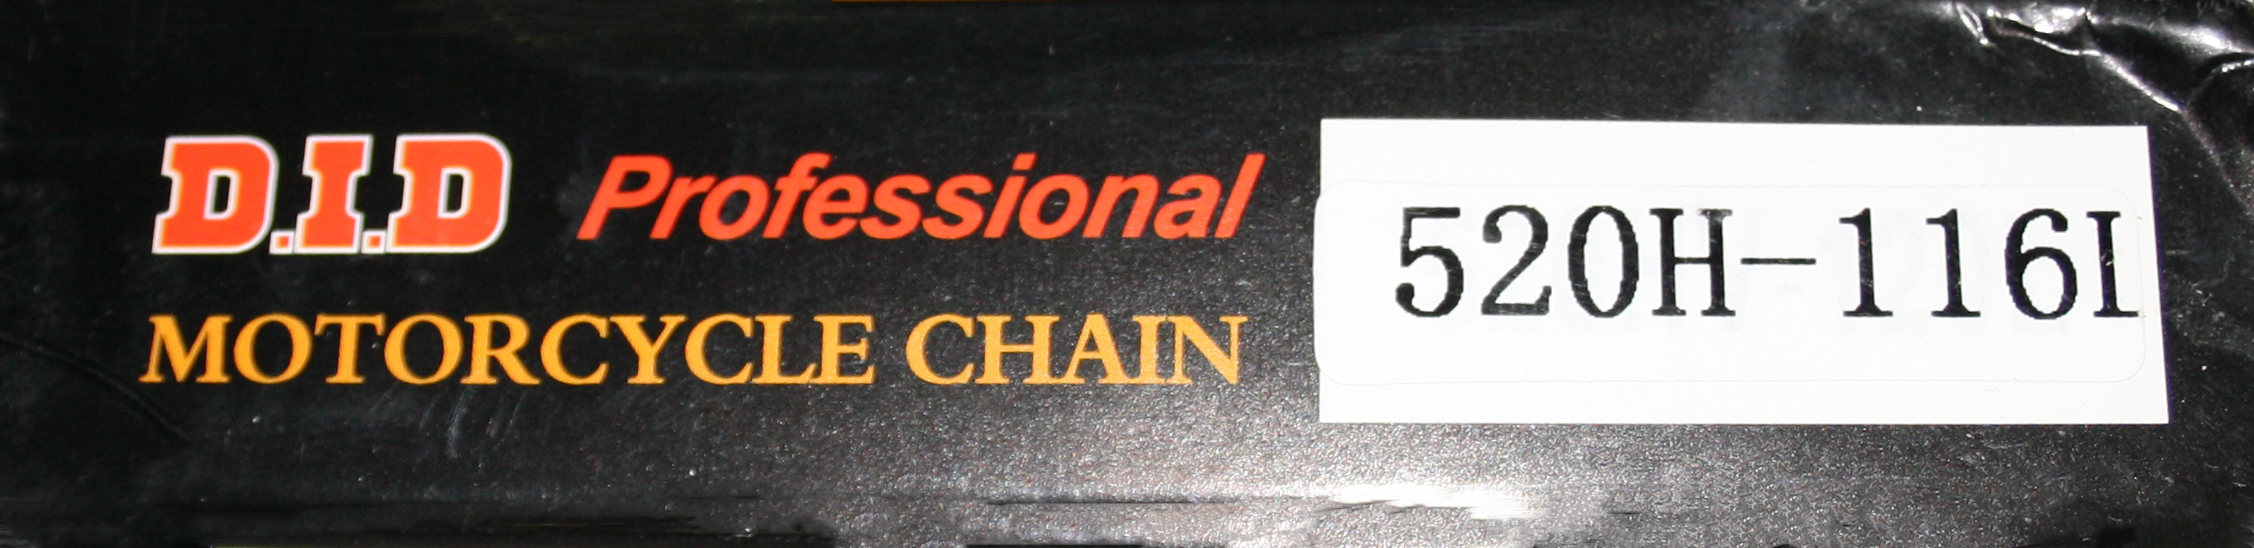 D.I.D Professional
MOTORCYCLE CHAIN
520H-116L